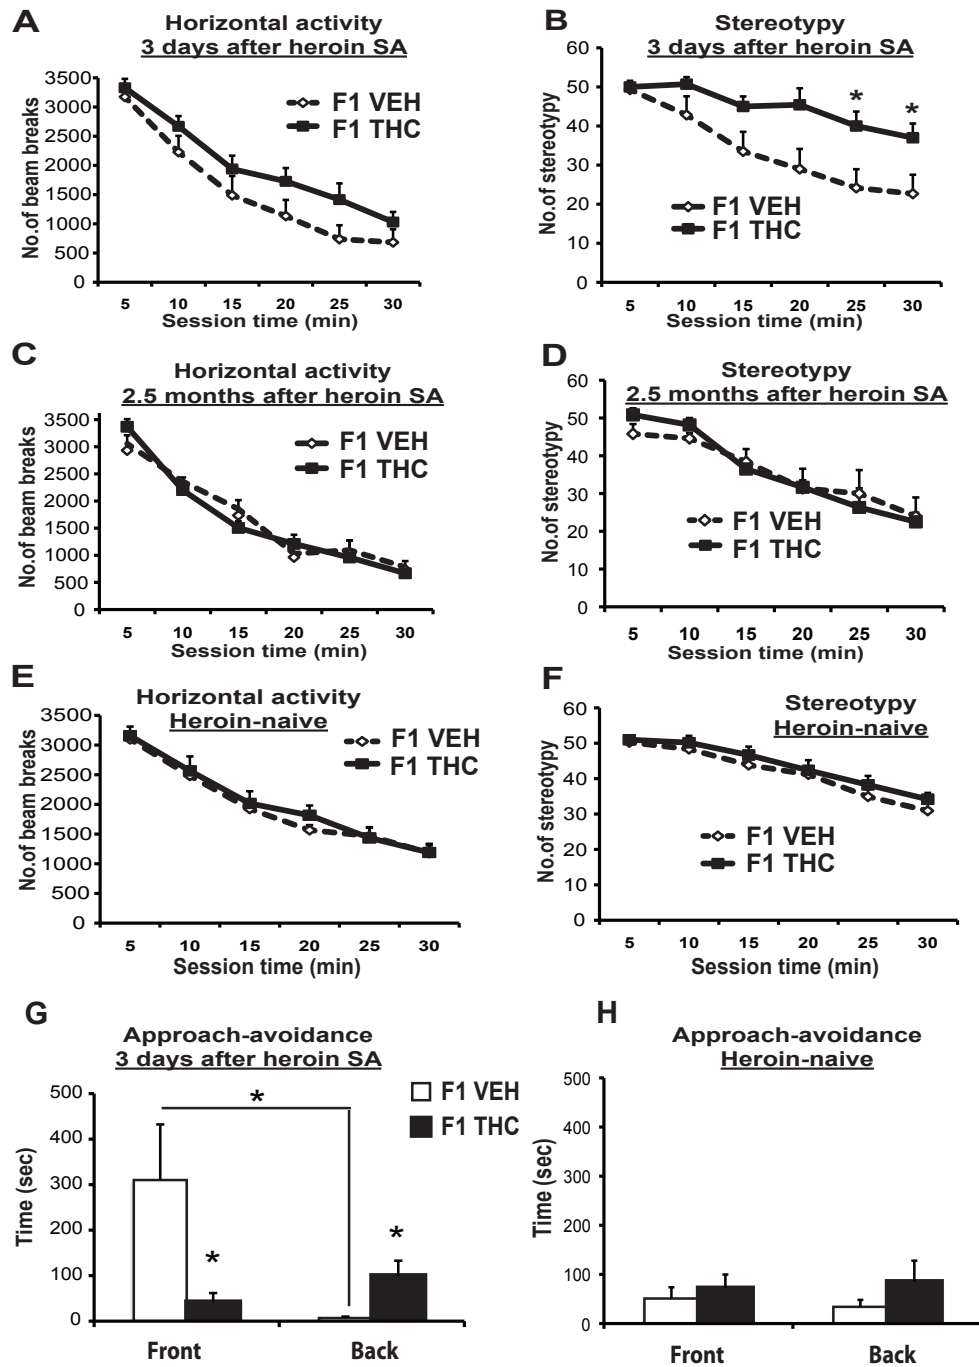 A
Horizontal activity
3 days after heroin SA
No.of beam breaks
3500
3000
2500
2000
1500
1000
500
0
F1 VEH
F1 THC
5 10 15 20 25 30
Session time (min)
B
Stereotypy
3 days after heroin SA
No.of stereotypy
60
50
40
30
20
10
0
* *
F1 VEH
F1 THC
5 10 15 20 25 30
Session time (min)
C
Horizontal activity
2.5 months after heroin SA
No.of beam breaks
3500
3000
2500
2000
1500
1000
500
0
F1 VEH
F1 THC
5 10 15 20 25 30
Session time (min)
D
Stereotypy
2.5 months after heroin SA
No.of stereotypy
60
50
40
30
20
10
0
F1 VEH
F1 THC
5 10 15 20 25 30
Session time (min)
E
Horizontal activity
Heroin-naive
No.of beam breaks
3500
3000
2500
2000
1500
1000
500
0
F1 VEH
F1 THC
5 10 15 20 25 30
Session time (min)
F
Stereotypy
Heroin-naive
No.of stereotypy
60
50
40
30
20
10
0
F1 VEH
F1 THC
5 10 15 20 25 30
Session time (min)
G
Approach-avoidance
3 days after heroin SA
Time (sec)
500
400
300
200
100
0
*
* *
F1 VEH
F1 THC
Front Back
H
Approach-avoidance
Heroin-naive
Time (sec)
500
400
300
200
100
0
Front Back